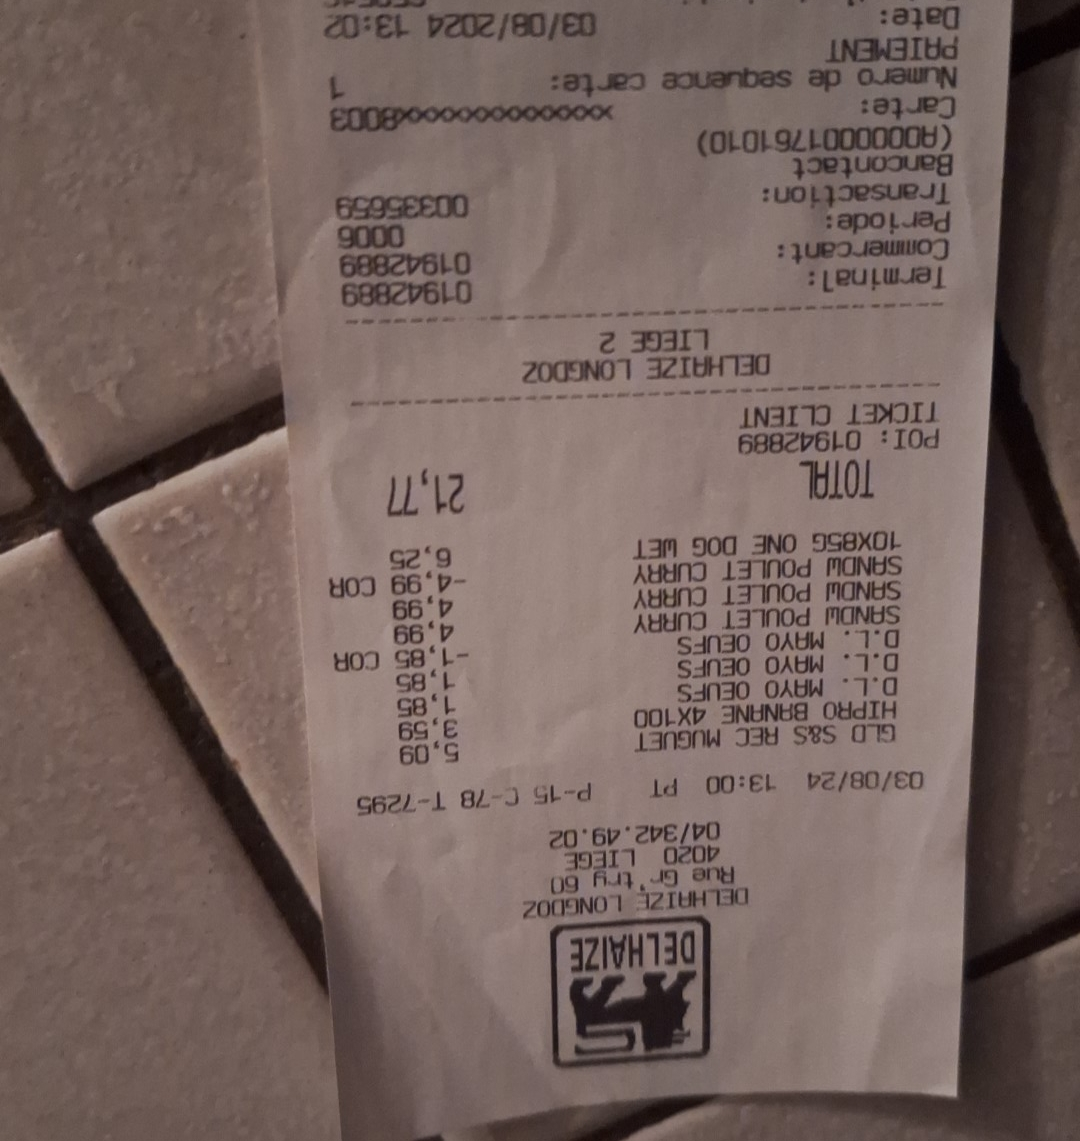 DELHAIZE
DELHAIZE LONGDOZ
Rue Gr'try 60
4020 LIEGE
04/342.49.02
03/08/24 13:00 PT P-15 C-78 T-7295
GLD S&S REC MUGUET 5,09
HIPRO BANANE 4X100 3,59
D.L. MAYO OEUFS 1,85
D.L. MAYO OEUFS 1,85
D.L. MAYO OEUFS -1,85 COR
SANDW POULET CURRY 4,99
SANDW POULET CURRY 4,99
SANDW POULET CURRY -4,99 COR
10X85G ONE DOG WET 6,25
TOTAL 21,77
POI: 01942889
TICKET CLIENT
DELHAIZE LONGDOZ
LIEGE 2
Terminal: 01942889
Commercant: 01942889
Periode: 0006
Transaction: 00335659
Bancontact
(A0000001761010)
Carte: xxxxxxxxxxxxx8003
Numero de sequence carte: 1
PAIEMENT
Date: 03/08/2024 13:02